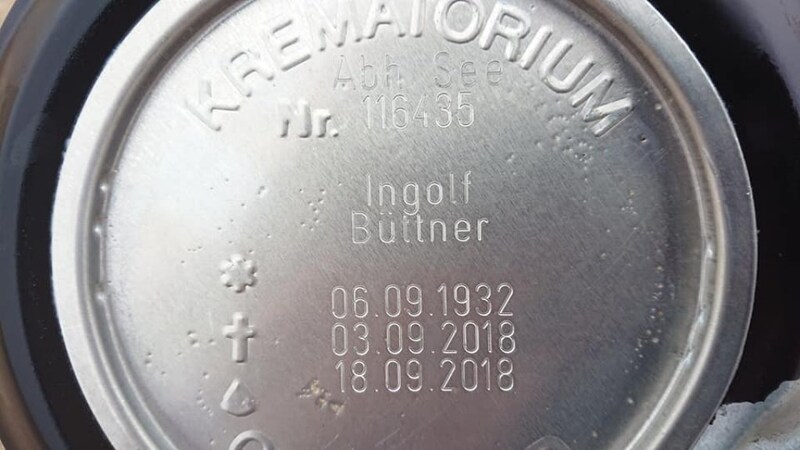 KREMATORIUM
Abh See
Nr. 116435
Ingolf
Büttner
06.09.1932
03.09.2018
18.09.2018